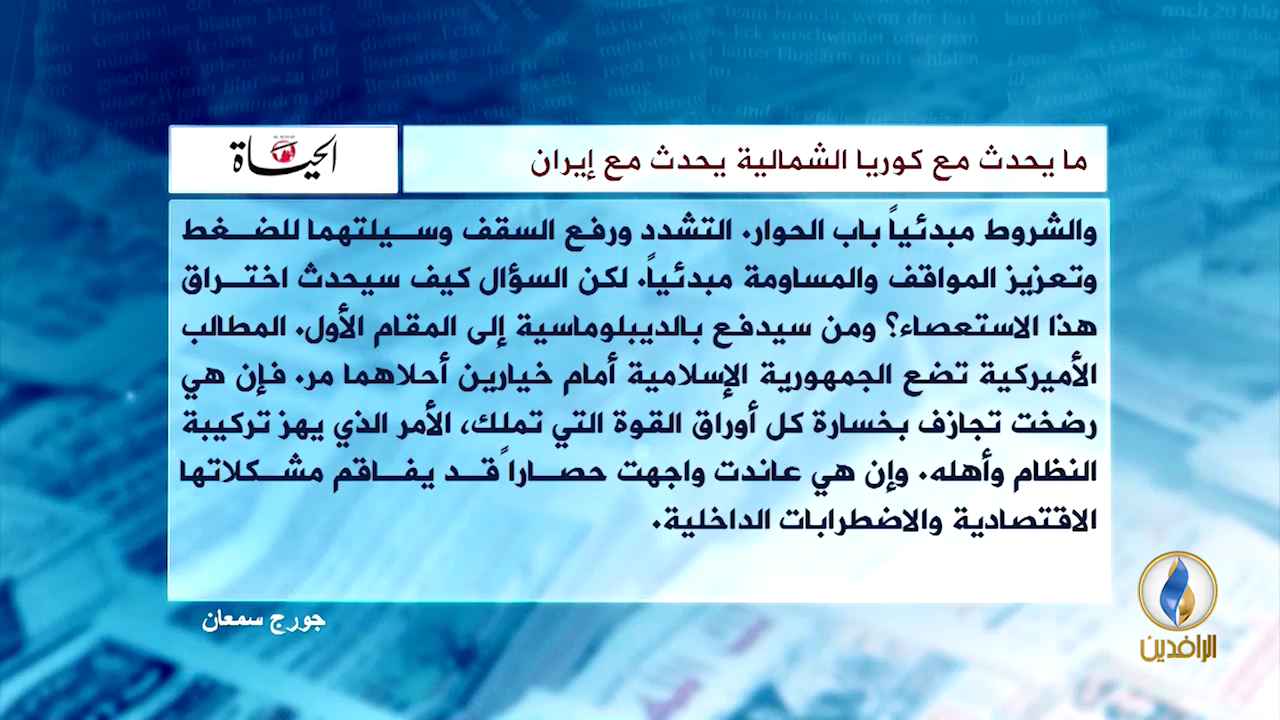 ما يحدث مع كوريا الشمالية يحدث مع إيران
الحياة
والشروط مبدئياً باب الحوار. التشدد ورفع السقف وسيلتهما للضغط
وتعزيز المواقف والمساومة مبدئياً. لكن السؤال كيف سيحدث اختراق
هذا الاستعصاء؟ ومن سيدفع بالديبلوماسية إلى المقام الأول. المطالب
الأميركية تضع الجمهورية الإسلامية أمام خيارين أحلاهما مر. فإن هي
رضخت تجازف بخسارة كل أوراق القوة التي تملك، الأمر الذي يهز تركيبة
النظام وأهله. وإن هي عاندت واجهت حصاراً قد يفاقم مشكلاتها
الاقتصادية والاضطرابات الداخلية.
جورج سمعان
الرافدين